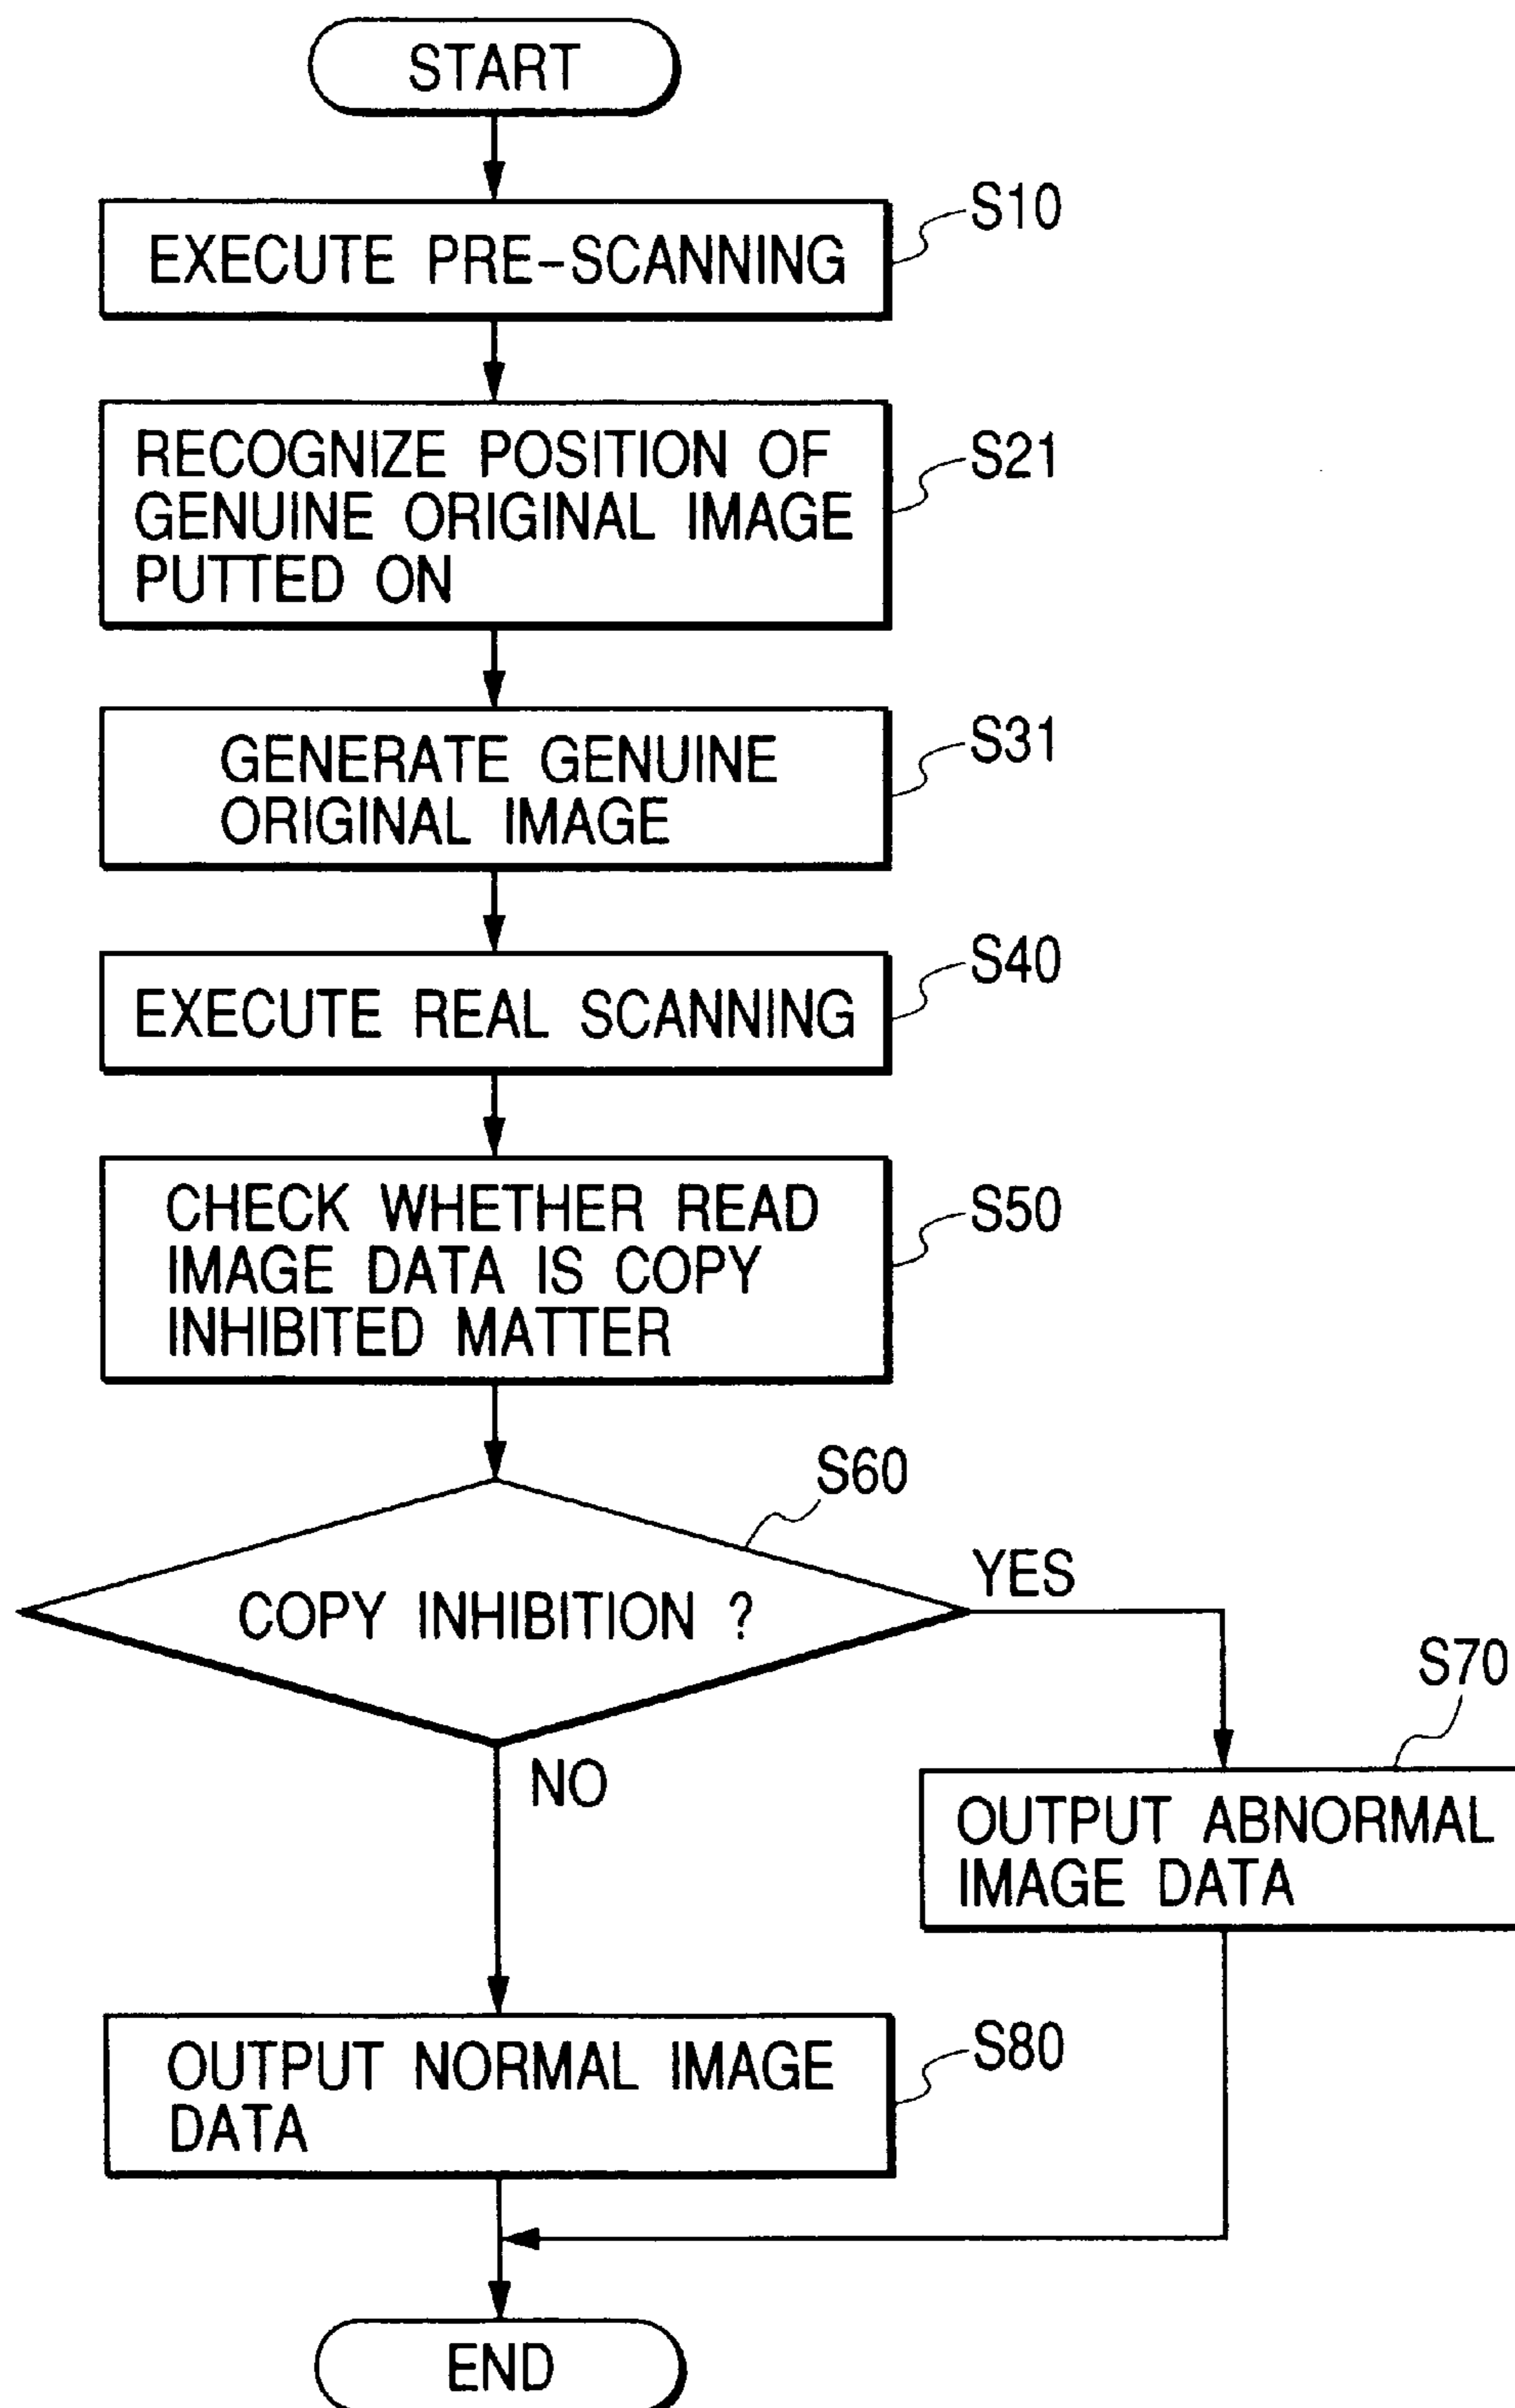 START
S10
EXECUTE PRE-SCANNING
S21
RECOGNIZE POSITION OF
GENUINE ORIGINAL IMAGE
PUTTED ON
S31
GENERATE GENUINE
ORIGINAL IMAGE
S40
EXECUTE REAL SCANNING
S50
CHECK WHETHER READ
IMAGE DATA IS COPY
INHIBITED MATTER
S60
COPY INHIBITION ?
YES
NO
S70
OUTPUT ABNORMAL
IMAGE DATA
S80
OUTPUT NORMAL IMAGE
DATA
END